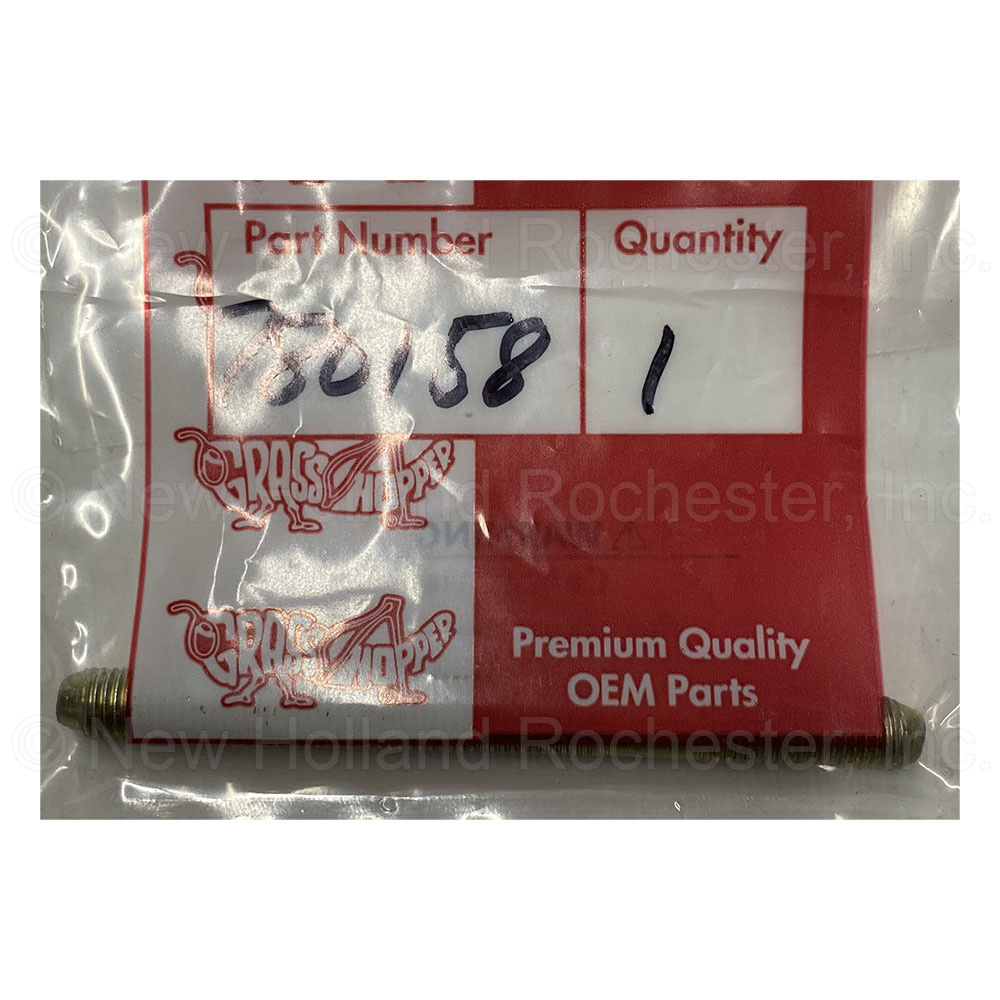 Part Number Quantity
© New Holland Rochester, Inc.
780158 1
GRASSHOPPER
© New Holland Rochester, Inc.
WARNING
GRASSHOPPER
Premium Quality
OEM Parts
© New Holland Rochester, Inc.